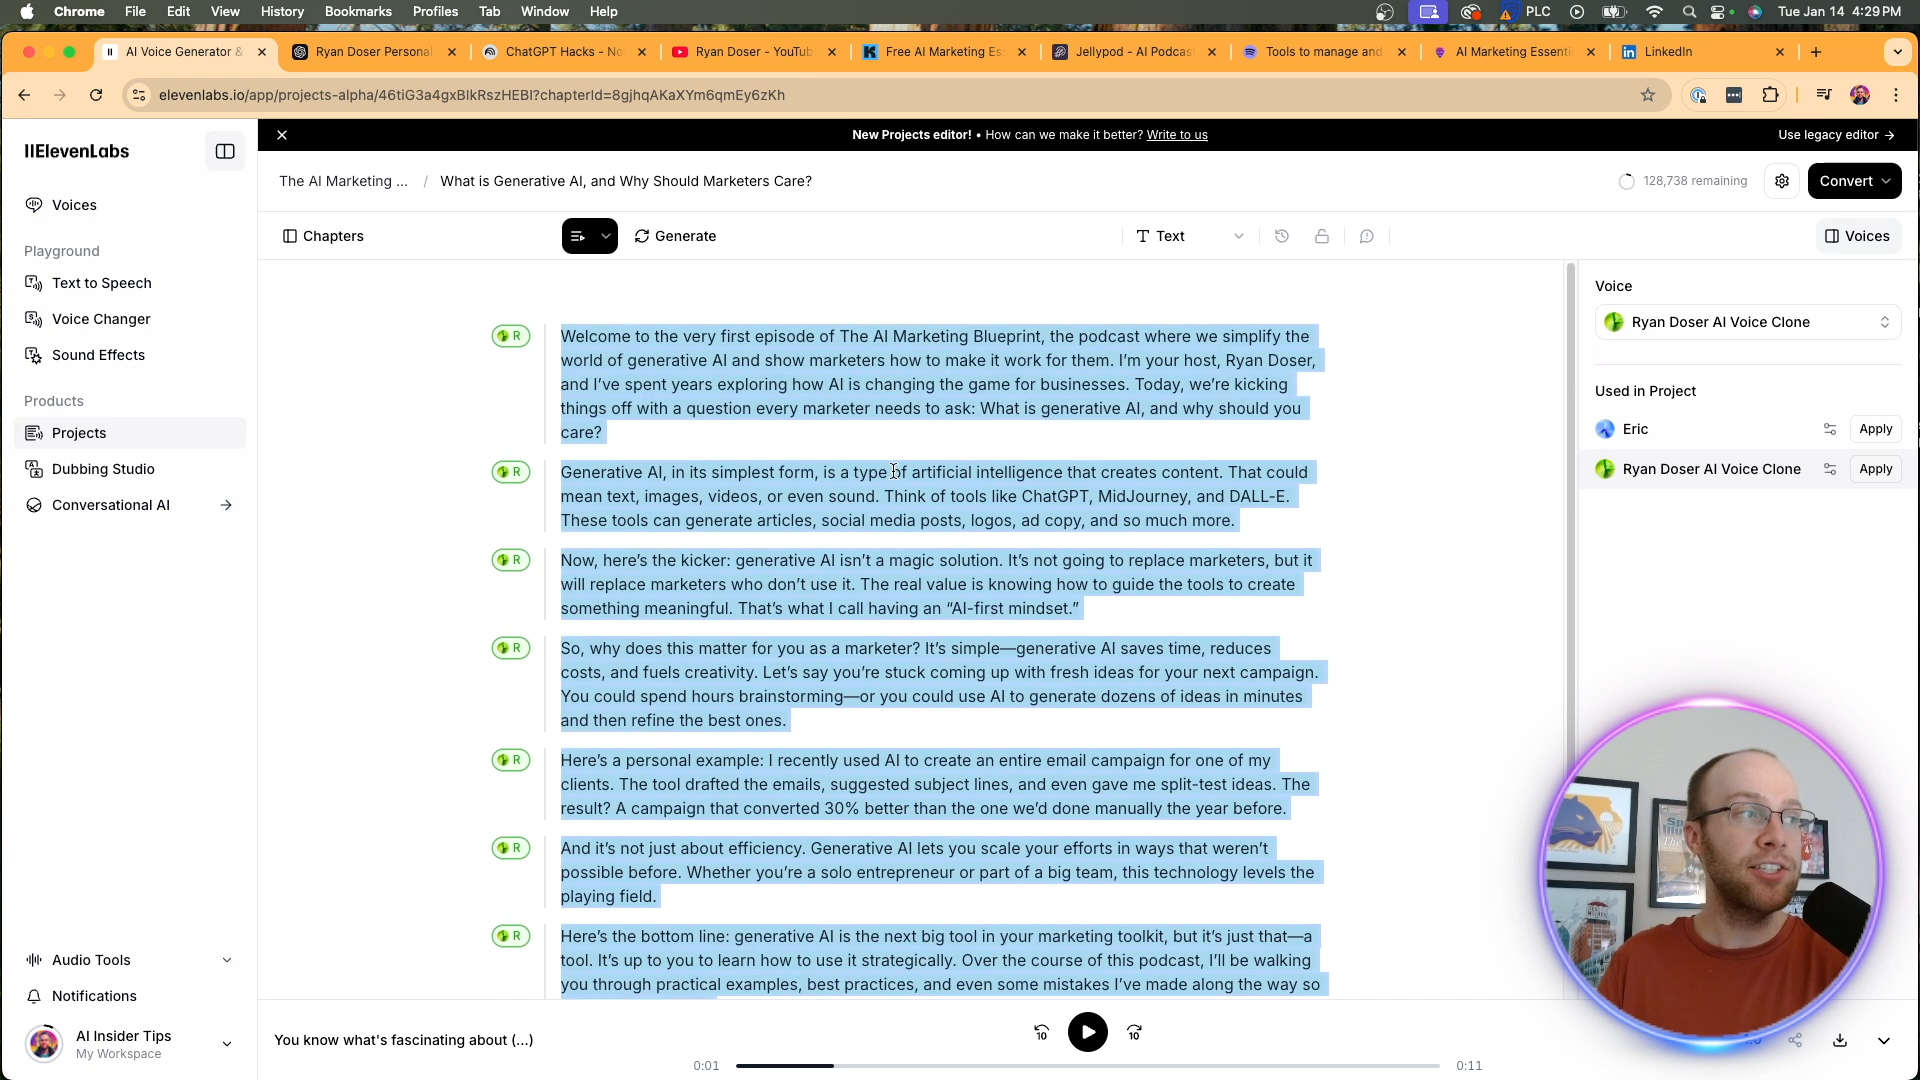 Chrome File Edit View History Bookmarks Profiles Tab Window Help PLC Tue Jan 14 4:29 PM
AI Voice Generator & Ryan Doser Personal ChatGPT Hacks - No Ryan Doser - YouTub Free AI Marketing Es Jellypod - AI Podcas Tools to manage and AI Marketing Essenti LinkedIn
elevenlabs.io/app/projects-alpha/46tiG3a4gxBlkRszHEBl?chapterId=8gjhqAKaXYm6qmEy6zKh
IIElevenLabs
New Projects editor! • How can we make it better? Write to us
Use legacy editor →
The AI Marketing ... / What is Generative AI, and Why Should Marketers Care?
128,738 remaining
Convert
Chapters
Generate
Text
Voices
Voices
Playground
Text to Speech
Voice Changer
Sound Effects
Products
Projects
Dubbing Studio
Conversational AI
R
Welcome to the very first episode of The AI Marketing Blueprint, the podcast where we simplify the
world of generative AI and show marketers how to make it work for them. I'm your host, Ryan Doser,
and I've spent years exploring how AI is changing the game for businesses. Today, we're kicking
things off with a question every marketer needs to ask: What is generative AI, and why should you
care?
R
Generative AI, in its simplest form, is a type of artificial intelligence that creates content. That could
mean text, images, videos, or even sound. Think of tools like ChatGPT, MidJourney, and DALL-E.
These tools can generate articles, social media posts, logos, ad copy, and so much more.
R
Now, here's the kicker: generative AI isn't a magic solution. It's not going to replace marketers, but it
will replace marketers who don't use it. The real value is knowing how to guide the tools to create
something meaningful. That's what I call having an “AI-first mindset.”
R
So, why does this matter for you as a marketer? It's simple—generative AI saves time, reduces
costs, and fuels creativity. Let's say you're stuck coming up with fresh ideas for your next campaign.
You could spend hours brainstorming—or you could use AI to generate dozens of ideas in minutes
and then refine the best ones.
R
Here's a personal example: I recently used AI to create an entire email campaign for one of my
clients. The tool drafted the emails, suggested subject lines, and even gave me split-test ideas. The
result? A campaign that converted 30% better than the one we'd done manually the year before.
R
And it's not just about efficiency. Generative AI lets you scale your efforts in ways that weren't
possible before. Whether you're a solo entrepreneur or part of a big team, this technology levels the
playing field.
R
Here's the bottom line: generative AI is the next big tool in your marketing toolkit, but it's just that—a
tool. It's up to you to learn how to use it strategically. Over the course of this podcast, I'll be walking
you through practical examples, best practices, and even some mistakes I've made along the way so
Voice
Ryan Doser AI Voice Clone
Used in Project
Eric Apply
Ryan Doser AI Voice Clone Apply
Audio Tools
Notifications
AI Insider Tips
My Workspace
You know what's fascinating about (...)
10
10
0:01
0:11